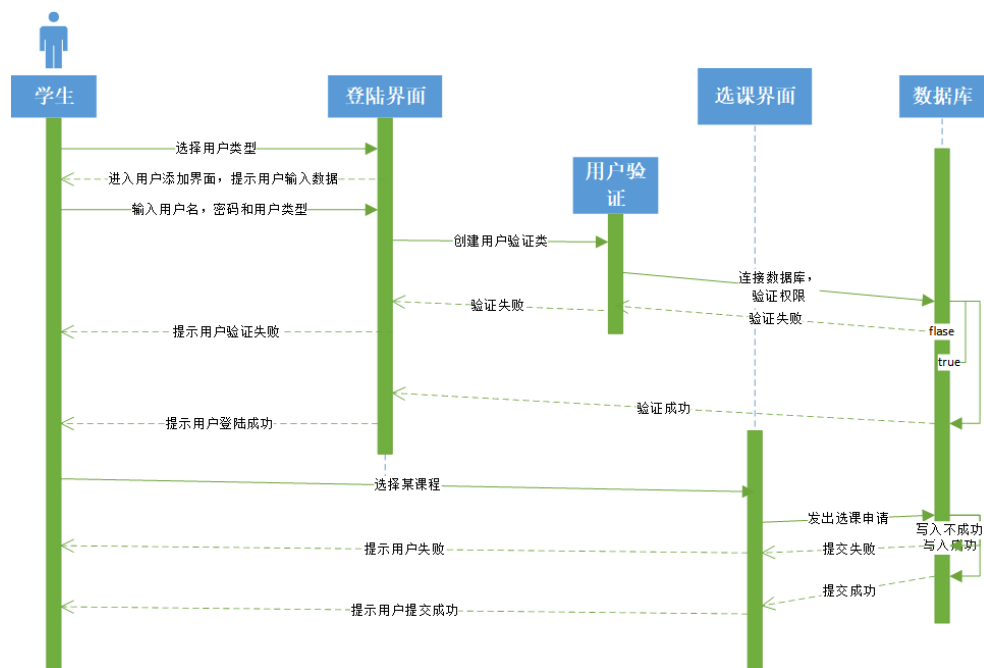 学生
登陆界面
选课界面
数据库
选择用户类型
进入用户添加界面，提示用户输入数据
用户验
证
输入用户名，密码和用户类型
创建用户验证类
连接数据库，
验证权限
验证失败
验证失败
提示用户验证失败
flase
true
验证成功
提示用户登陆成功
选择某课程
发出选课申请
写入不成功
写入成功
提示用户失败
提交失败
提交成功
提示用户提交成功